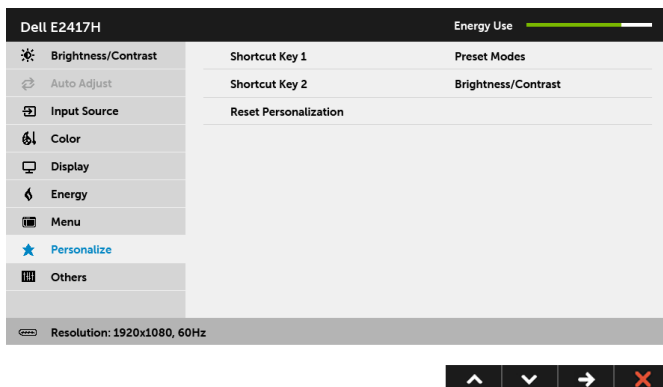 Dell E2417H Energy Use
Brightness/Contrast Shortcut Key 1 Preset Modes
Auto Adjust Shortcut Key 2 Brightness/Contrast
Input Source Reset Personalization
Color
Display
Energy
Menu
Personalize
Others
Resolution: 1920x1080, 60Hz